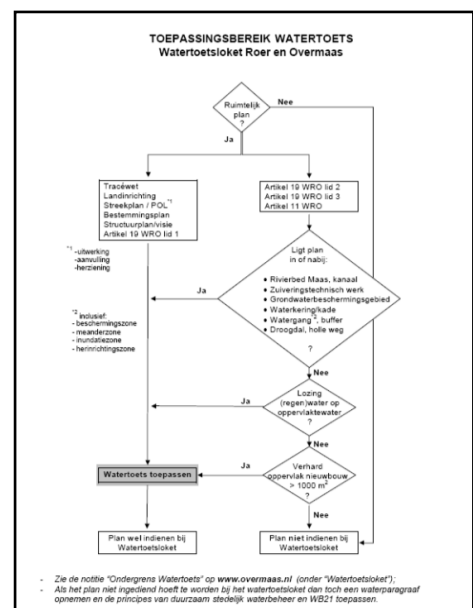 TOEPASSINGSBEREIK WATERTOETS
Watertoetsloket Roer en Overmaas
Ruimtelijk
plan
?
Nee
Ja
Tracéwet
Landinrichting
Streekplan / POL*1
Bestemmingsplan
Structuurplan/visie
Artikel 19 WRO lid 1
Artikel 19 WRO lid 2
Artikel 19 WRO lid 3
Artikel 11 WRO
*1 -uitwerking
-aanvulling
-herziening
Ligt plan
in of nabij:
• Rivierbed Maas, kanaal
• Zuiveringstechnisch werk
• Grondwaterbeschermingsgebied
• Waterkering/kade
• Watergang*2, buffer
• Droogdal, holle weg
?
Ja
*2 inclusief:
- beschermingszone
- meanderzone
- inundatiezone
- herinrichtingszone
Nee
Lozing
(regen)water op
oppervlaktewater
?
Ja
Nee
Watertoets toepassen
Ja
Verhard
oppervlak nieuwbouw
> 1000 m2
?
Nee
Plan wel indienen bij
Watertoetsloket
Plan niet indienen bij
Watertoetsloket
- Zie de notitie "Ondergrens Watertoets" op www.overmaas.nl (onder "Watertoetsloket");
- Als het plan niet ingediend hoeft te worden bij het watertoetsloket dan toch een waterparagraaf
opnemen en de principes van duurzaam stedelijk waterbeheer en WB21 toepassen.